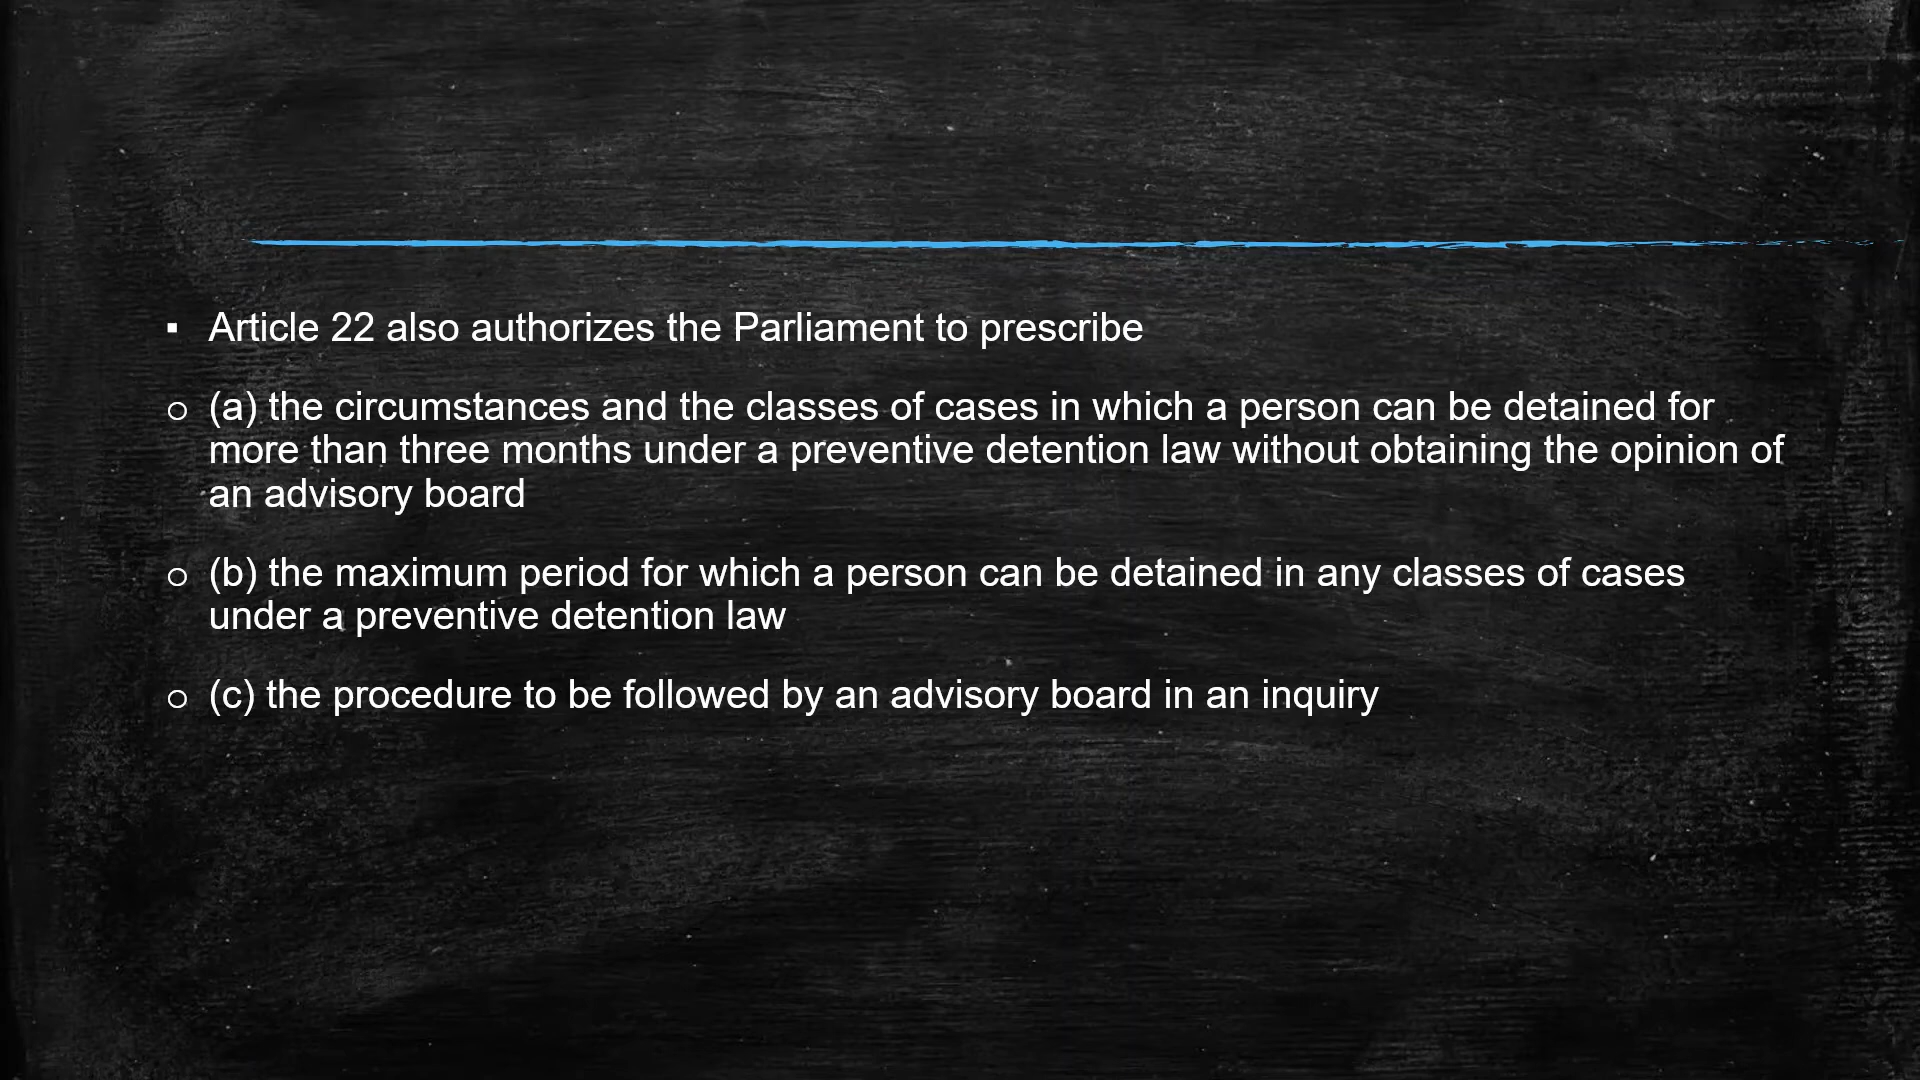 ▪ Article 22 also authorizes the Parliament to prescribe
o (a) the circumstances and the classes of cases in which a person can be detained for
more than three months under a preventive detention law without obtaining the opinion of
an advisory board
o (b) the maximum period for which a person can be detained in any classes of cases
under a preventive detention law
o (c) the procedure to be followed by an advisory board in an inquiry